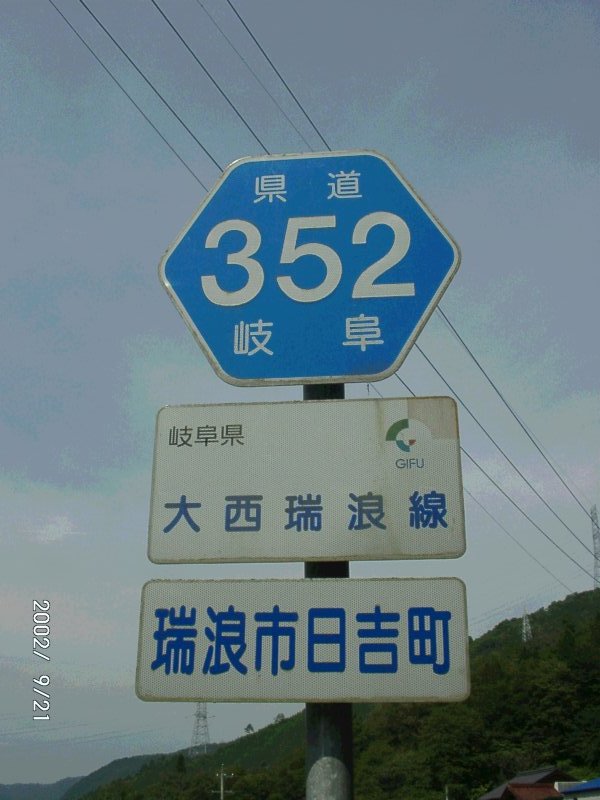 県道
352
岐阜
岐阜県
GIFU
大西瑞浪線
瑞浪市日吉町
2002/ 9/21